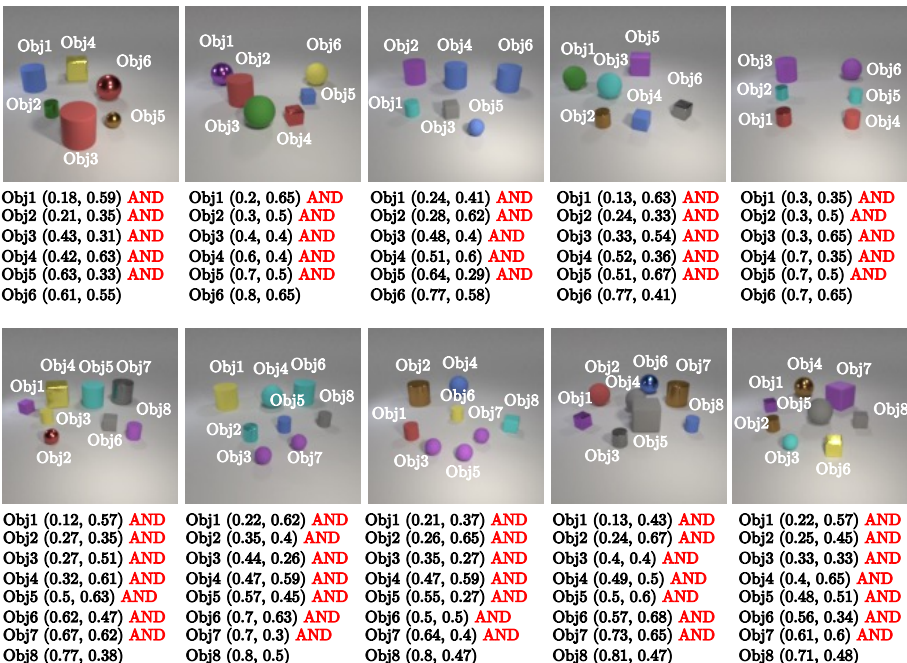 Obj1 Obj4 Obj6 Obj2 Obj5 Obj3
Obj1 Obj2 Obj6 Obj5 Obj3 Obj4
Obj2 Obj4 Obj6 Obj1 Obj5 Obj3
Obj5 Obj1 Obj3 Obj6 Obj2 Obj4
Obj3 Obj6 Obj2 Obj5 Obj1 Obj4
Obj1 (0.18, 0.59) AND
Obj2 (0.21, 0.35) AND
Obj3 (0.43, 0.31) AND
Obj4 (0.42, 0.63) AND
Obj5 (0.63, 0.33) AND
Obj6 (0.61, 0.55)
Obj1 (0.2, 0.65) AND
Obj2 (0.3, 0.5) AND
Obj3 (0.4, 0.4) AND
Obj4 (0.6, 0.4) AND
Obj5 (0.7, 0.5) AND
Obj6 (0.8, 0.65)
Obj1 (0.24, 0.41) AND
Obj2 (0.28, 0.62) AND
Obj3 (0.48, 0.4) AND
Obj4 (0.51, 0.6) AND
Obj5 (0.64, 0.29) AND
Obj6 (0.77, 0.58)
Obj1 (0.13, 0.63) AND
Obj2 (0.24, 0.33) AND
Obj3 (0.33, 0.54) AND
Obj4 (0.52, 0.36) AND
Obj5 (0.51, 0.67) AND
Obj6 (0.77, 0.41)
Obj1 (0.3, 0.35) AND
Obj2 (0.3, 0.5) AND
Obj3 (0.3, 0.65) AND
Obj4 (0.7, 0.35) AND
Obj5 (0.7, 0.5) AND
Obj6 (0.7, 0.65)
Obj4 Obj5 Obj7 Obj1 Obj3 Obj8 Obj6 Obj2
Obj1 Obj4 Obj6 Obj5 Obj8 Obj2 Obj3 Obj7
Obj2 Obj4 Obj1 Obj7 Obj8 Obj3 Obj5
Obj2 Obj6 Obj7 Obj4 Obj1 Obj8 Obj3 Obj5
Obj4 Obj7 Obj1 Obj5 Obj2 Obj8 Obj3 Obj6
Obj1 (0.12, 0.57) AND
Obj2 (0.27, 0.35) AND
Obj3 (0.27, 0.51) AND
Obj4 (0.32, 0.61) AND
Obj5 (0.5, 0.63) AND
Obj6 (0.62, 0.47) AND
Obj7 (0.67, 0.62) AND
Obj8 (0.77, 0.38)
Obj1 (0.22, 0.62) AND
Obj2 (0.35, 0.4) AND
Obj3 (0.44, 0.26) AND
Obj4 (0.47, 0.59) AND
Obj5 (0.57, 0.45) AND
Obj6 (0.7, 0.63) AND
Obj7 (0.7, 0.3) AND
Obj8 (0.8, 0.5)
Obj1 (0.21, 0.37) AND
Obj2 (0.26, 0.65) AND
Obj3 (0.35, 0.27) AND
Obj4 (0.47, 0.59) AND
Obj5 (0.55, 0.27) AND
Obj6 (0.5, 0.5) AND
Obj7 (0.64, 0.4) AND
Obj8 (0.8, 0.47)
Obj1 (0.13, 0.43) AND
Obj2 (0.24, 0.67) AND
Obj3 (0.4, 0.4) AND
Obj4 (0.49, 0.5) AND
Obj5 (0.5, 0.6) AND
Obj6 (0.57, 0.68) AND
Obj7 (0.73, 0.65) AND
Obj8 (0.81, 0.47)
Obj1 (0.22, 0.57) AND
Obj2 (0.25, 0.45) AND
Obj3 (0.33, 0.33) AND
Obj4 (0.4, 0.65) AND
Obj5 (0.48, 0.51) AND
Obj6 (0.56, 0.34) AND
Obj7 (0.61, 0.6) AND
Obj8 (0.71, 0.48)